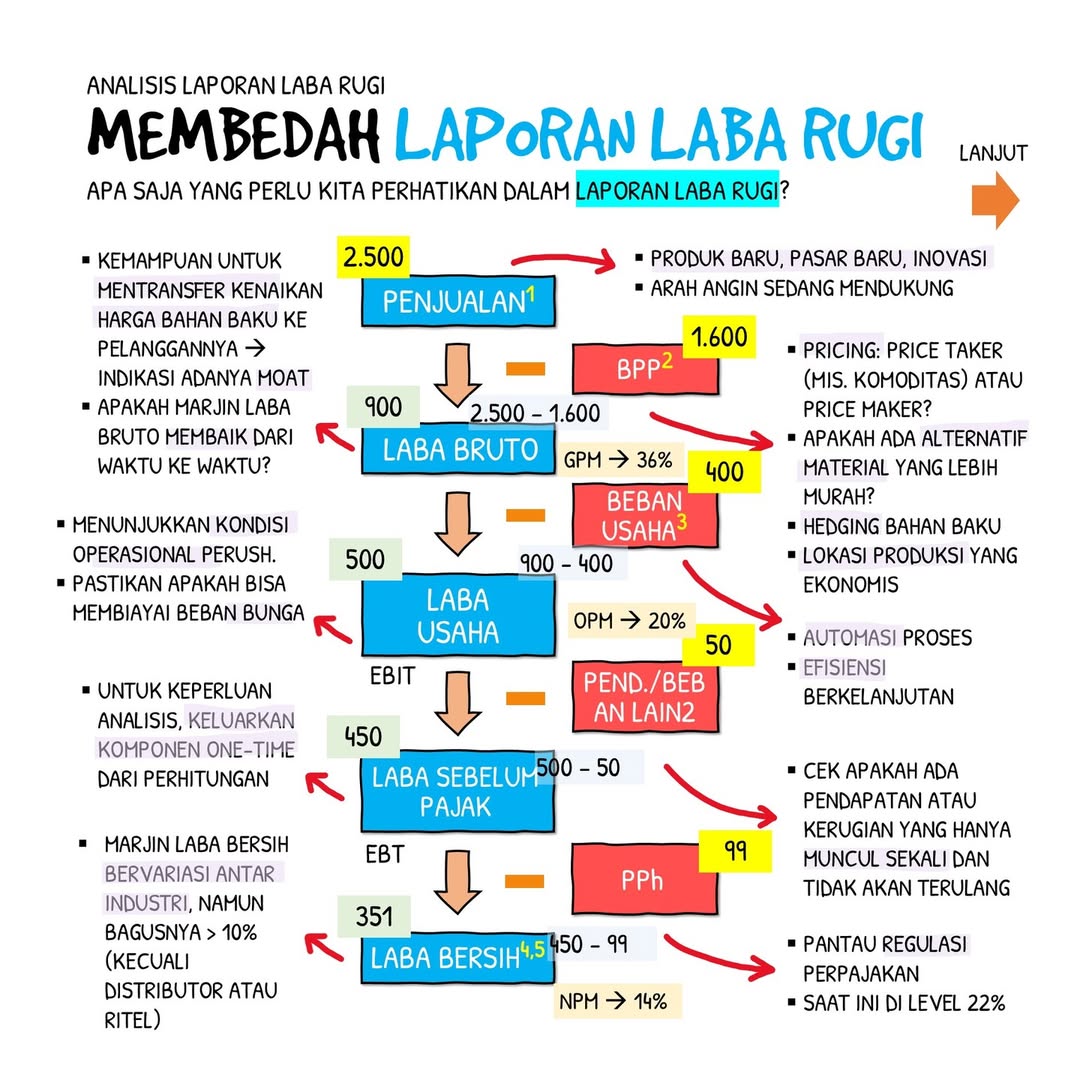 ANALISIS LAPORAN LABA RUGI
MEMBEDAH LAPORAN LABA RUGI
LANJUT
APA SAJA YANG PERLU KITA PERHATIKAN DALAM LAPORAN LABA RUGI?
▪ KEMAMPUAN UNTUK
MENTRANSFER KENAIKAN
HARGA BAHAN BAKU KE
PELANGGANNYA →
INDIKASI ADANYA MOAT
▪ APAKAH MARJIN LABA
BRUTO MEMBAIK DARI
WAKTU KE WAKTU?
2.500
PENJUALAN¹
▪ PRODUK BARU, PASAR BARU, INOVASI
▪ ARAH ANGIN SEDANG MENDUKUNG
1.600
BPP²
▪ PRICING: PRICE TAKER
(MIS. KOMODITAS) ATAU
PRICE MAKER?
▪ APAKAH ADA ALTERNATIF
MATERIAL YANG LEBIH
MURAH?
▪ HEDGING BAHAN BAKU
▪ LOKASI PRODUKSI YANG
EKONOMIS
900
2.500 – 1.600
LABA BRUTO
GPM → 36%
400
BEBAN
USAHA³
▪ MENUNJUKKAN KONDISI
OPERASIONAL PERUSH.
▪ PASTIKAN APAKAH BISA
MEMBIAYAI BEBAN BUNGA
500
900 – 400
LABA
USAHA
OPM → 20%
EBIT
▪ AUTOMASI PROSES
▪ EFISIENSI
BERKELANJUTAN
50
PEND./BEB
AN LAIN2
▪ UNTUK KEPERLUAN
ANALISIS, KELUARKAN
KOMPONEN ONE-TIME
DARI PERHITUNGAN
450
500 – 50
LABA SEBELUM
PAJAK
EBT
▪ CEK APAKAH ADA
PENDAPATAN ATAU
KERUGIAN YANG HANYA
MUNCUL SEKALI DAN
TIDAK AKAN TERULANG
99
PPh
▪ MARJIN LABA BERSIH
BERVARIASI ANTAR
INDUSTRI, NAMUN
BAGUSNYA > 10%
(KECUALI
DISTRIBUTOR ATAU
RITEL)
351
450 – 99
LABA BERSIH⁴,⁵
NPM → 14%
▪ PANTAU REGULASI
PERPAJAKAN
▪ SAAT INI DI LEVEL 22%